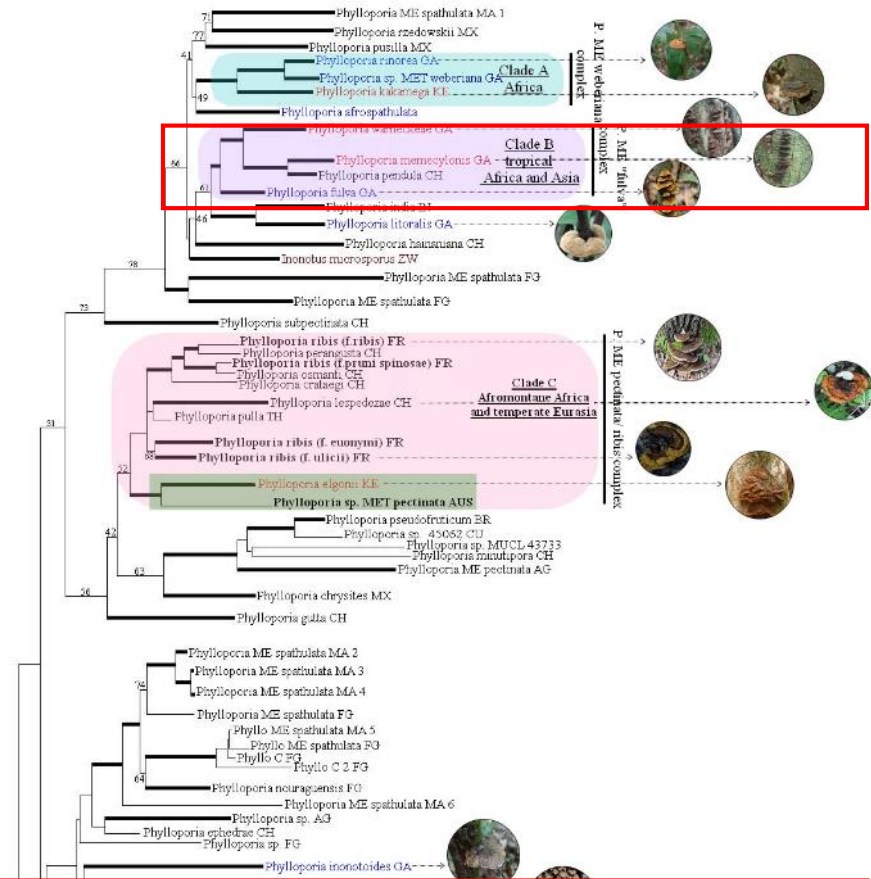 71
Phylloporia ME spathulata MA 1
Phylloporia rzedowskii MX
77
Phylloporia pusilla MX
41
Phylloporia rinorea GA
Phylloporia sp. MET weberiana GA
Clade A
Africa
Phylloporia kakamega KE
49
Phylloporia afrospathulata
P. ME weberiana complex
complex
Phylloporia warneckeae GA
Clade B
tropical
Africa and Asia
Phylloporia memecylonis GA
Phylloporia pendula CH
66
62
Phylloporia fulva GA
P. ME "fulva"
46
Phylloporia litoralis GA
Phylloporia hainaniana CH
Inonotus microsporus ZW
78
Phylloporia ME spathulata FG
Phylloporia ME spathulata FG
73
Phylloporia subpectinata CH
Phylloporia ribis (f.ribis) FR
Phylloporia perangusta CH
Phylloporia ribis (f.pruni spinosae) FR
Phylloporia osmanti CH
Phylloporia crataegi CH
Clade C
Afromontane Africa
and temperate Eurasia
Phylloporia lespedezae CH
Phylloporia pulla TH
P. ME pectinata/ ribis complex
31
Phylloporia ribis (f. euonymi) FR
68
Phylloporia ribis (f. ulicii) FR
52
Phylloporia elgonii KE
Phylloporia sp. MET pectinata AUS
Phylloporia pseudofruticum BR
Phylloporia sp. 45062 CU
42
Phylloporia sp. MUCL 43733
Phylloporia minutipora CH
63
Phylloporia ME pectinata AG
56
Phylloporia chrysites MX
Phylloporia gutta CH
Phylloporia ME spathulata MA 2
Phylloporia ME spathulata MA 3
74
Phylloporia ME spathulata MA 4
Phylloporia ME spathulata FG
Phyllo ME spathulata MA 5
Phyllo ME spathulata FG
Phyllo C FG
Phyllo C 2 FG
64
Phylloporia nouraguensis FG
Phylloporia ME spathulata MA 6
Phylloporia sp. AG
Phylloporia ephedrae CH
Phylloporia sp. FG
Phylloporia inonotoides GA